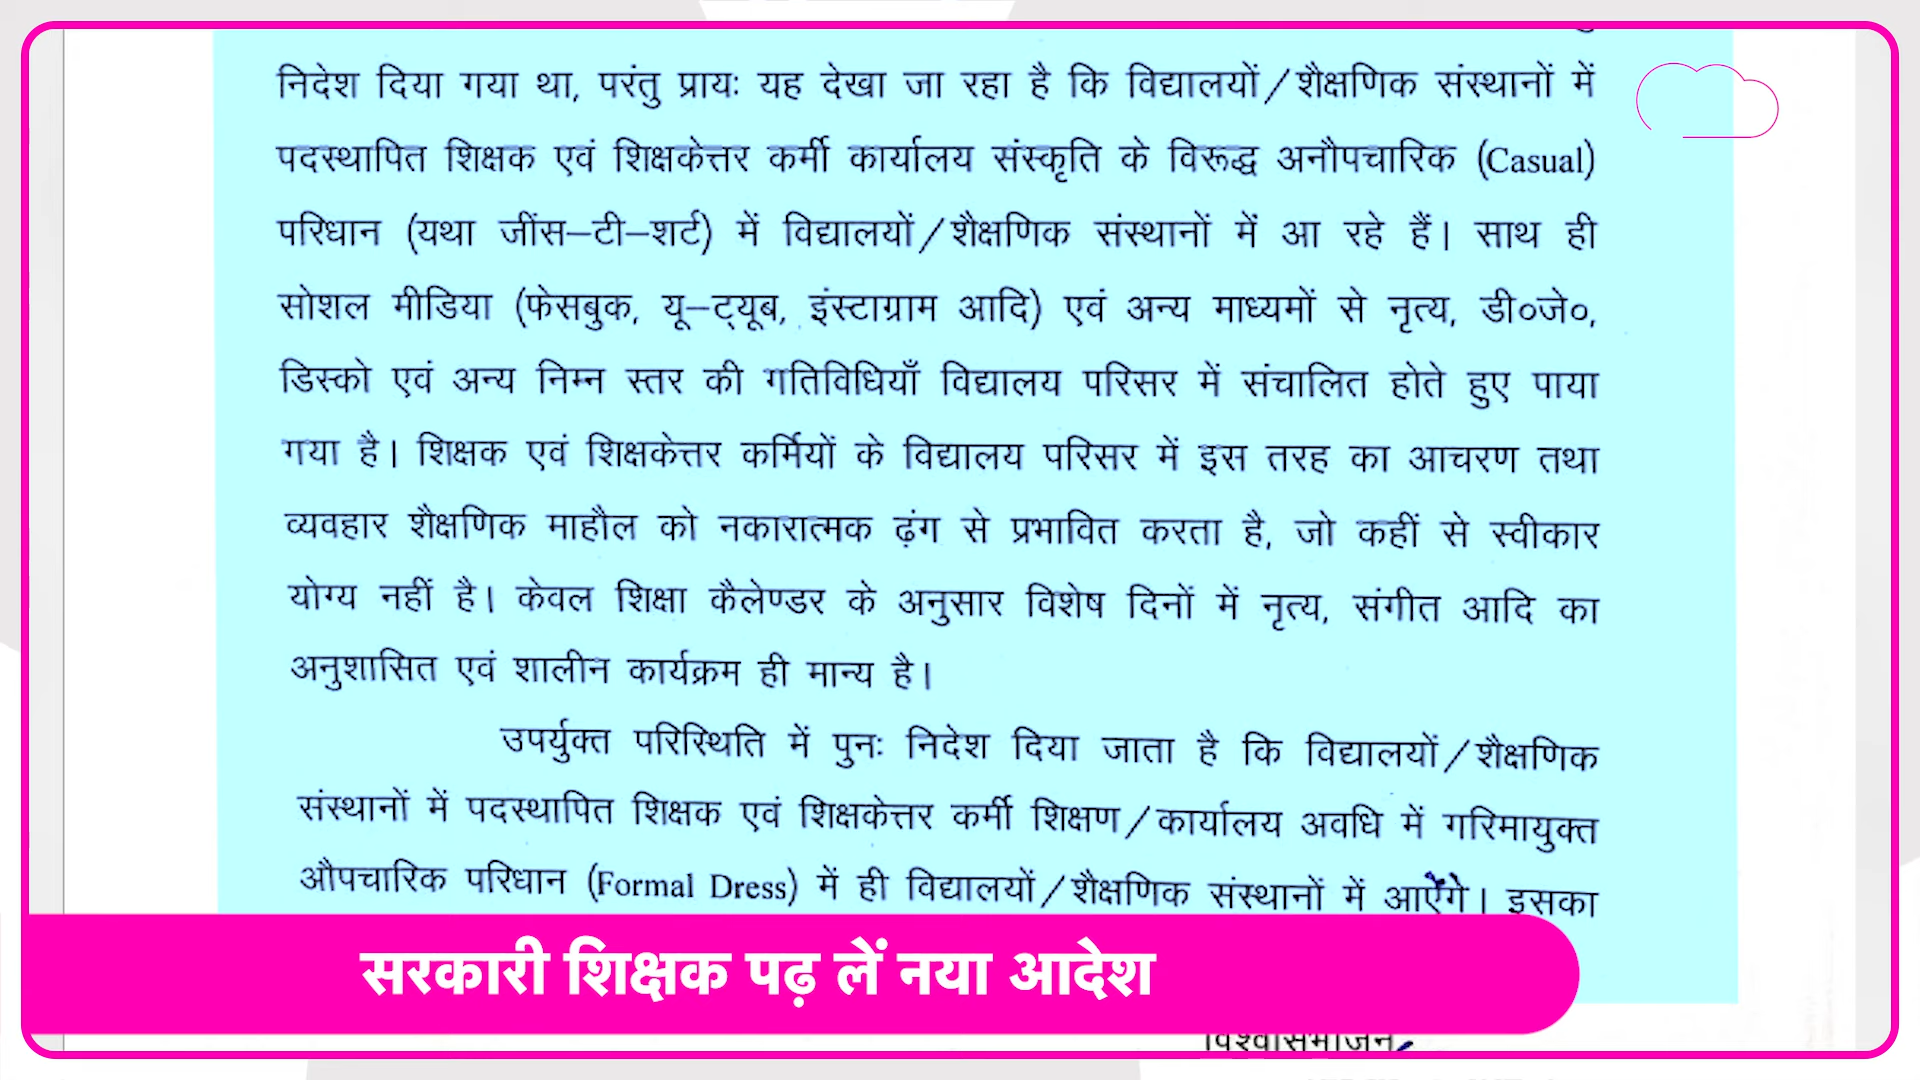 निदेश दिया गया था, परंतु प्रायः यह देखा जा रहा है कि विद्यालयों/शैक्षणिक संस्थानों में
पदस्थापित शिक्षक एवं शिक्षकेत्तर कर्मी कार्यालय संस्कृति के विरूद्ध अनौपचारिक (Casual)
परिधान (यथा जींस–टी–शर्ट) में विद्यालयों/शैक्षणिक संस्थानों में आ रहे हैं। साथ ही
सोशल मीडिया (फेसबुक, यू–ट्यूब, इंस्टाग्राम आदि) एवं अन्य माध्यमों से नृत्य, डी०जे०,
डिस्को एवं अन्य निम्न स्तर की गतिविधियाँ विद्यालय परिसर में संचालित होते हुए पाया
गया है। शिक्षक एवं शिक्षकेत्तर कर्मियों के विद्यालय परिसर में इस तरह का आचरण तथा
व्यवहार शैक्षणिक माहौल को नकारात्मक ढ़ंग से प्रभावित करता है, जो कहीं से स्वीकार
योग्य नहीं है। केवल शिक्षा कैलेण्डर के अनुसार विशेष दिनों में नृत्य, संगीत आदि का
अनुशासित एवं शालीन कार्यक्रम ही मान्य है।
उपर्युक्त परिस्थिति में पुनः निदेश दिया जाता है कि विद्यालयों/शैक्षणिक
संस्थानों में पदस्थापित शिक्षक एवं शिक्षकेत्तर कर्मी शिक्षण/कार्यालय अवधि में गरिमायुक्त
औपचारिक परिधान (Formal Dress) में ही विद्यालयों/शैक्षणिक संस्थानों में आएँगे। इसका
सरकारी शिक्षक पढ़ लें नया आदेश
विश्वासभाजन